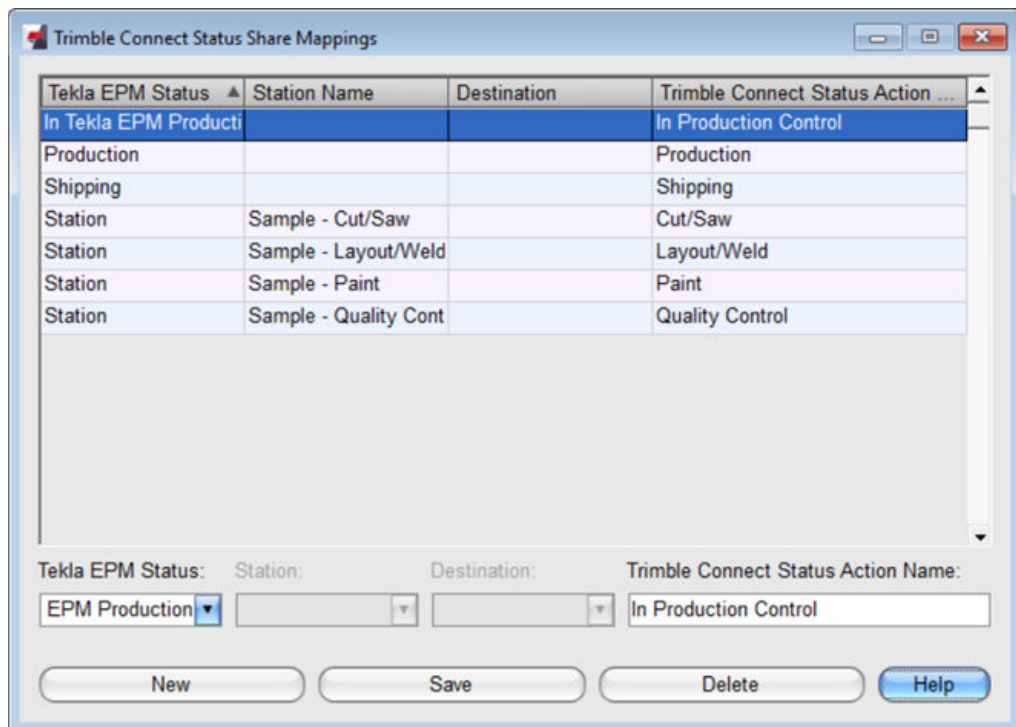 Trimble Connect Status Share Mappings
Tekla EPM Status Station Name Destination Trimble Connect Status Action ...
In Tekla EPM Producti In Production Control
Production Production
Shipping Shipping
Station Sample - Cut/Saw Cut/Saw
Station Sample - Layout/Weld Layout/Weld
Station Sample - Paint Paint
Station Sample - Quality Cont Quality Control
Tekla EPM Status: Station: Destination: Trimble Connect Status Action Name:
EPM Production In Production Control
New Save Delete Help